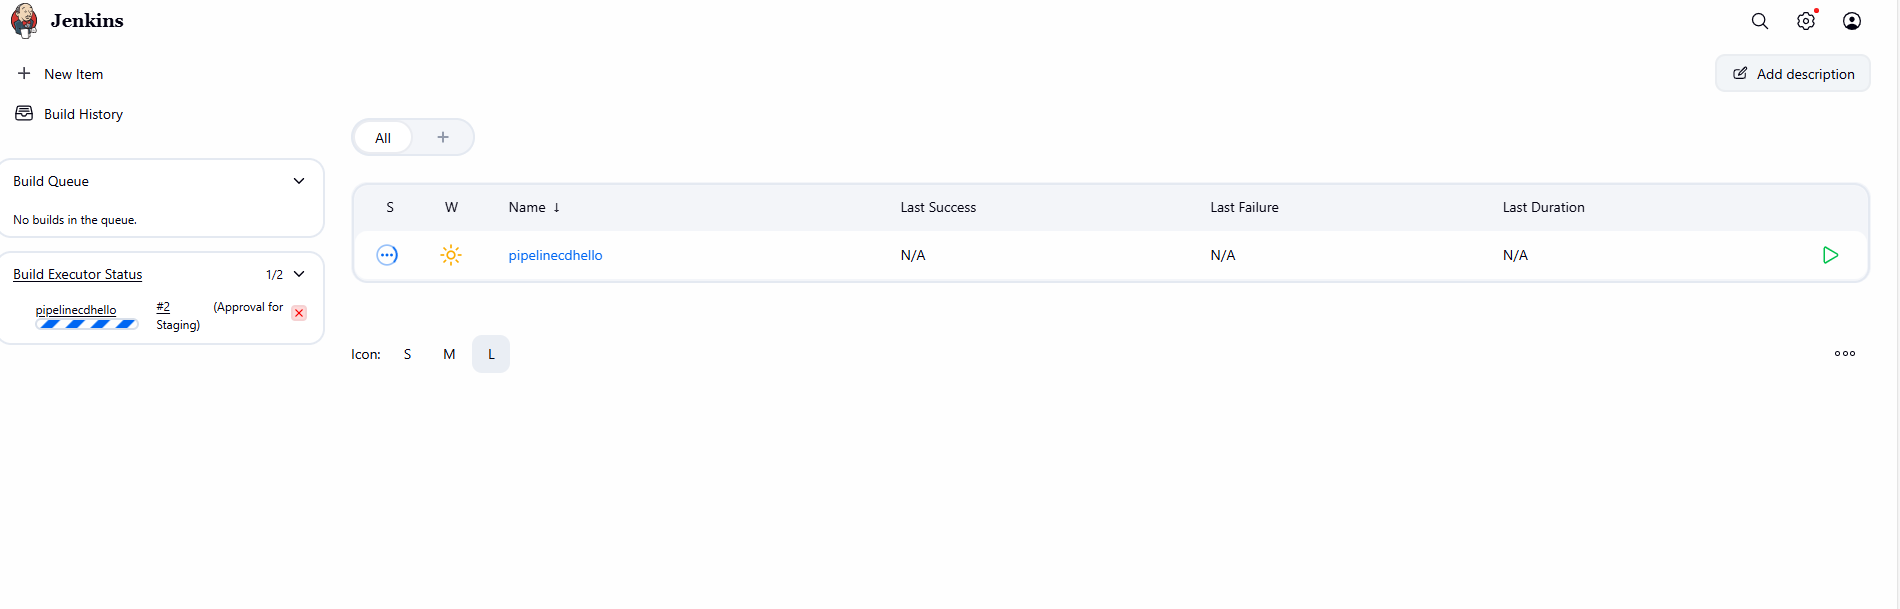 Jenkins
New Item
Add description
Build History
All +
Build Queue
No builds in the queue.
S W Name ↓ Last Success Last Failure Last Duration
pipelinecdhello N/A N/A N/A
Build Executor Status 1/2
pipelinecdhello #2 (Approval for
Staging)
Icon: S M L